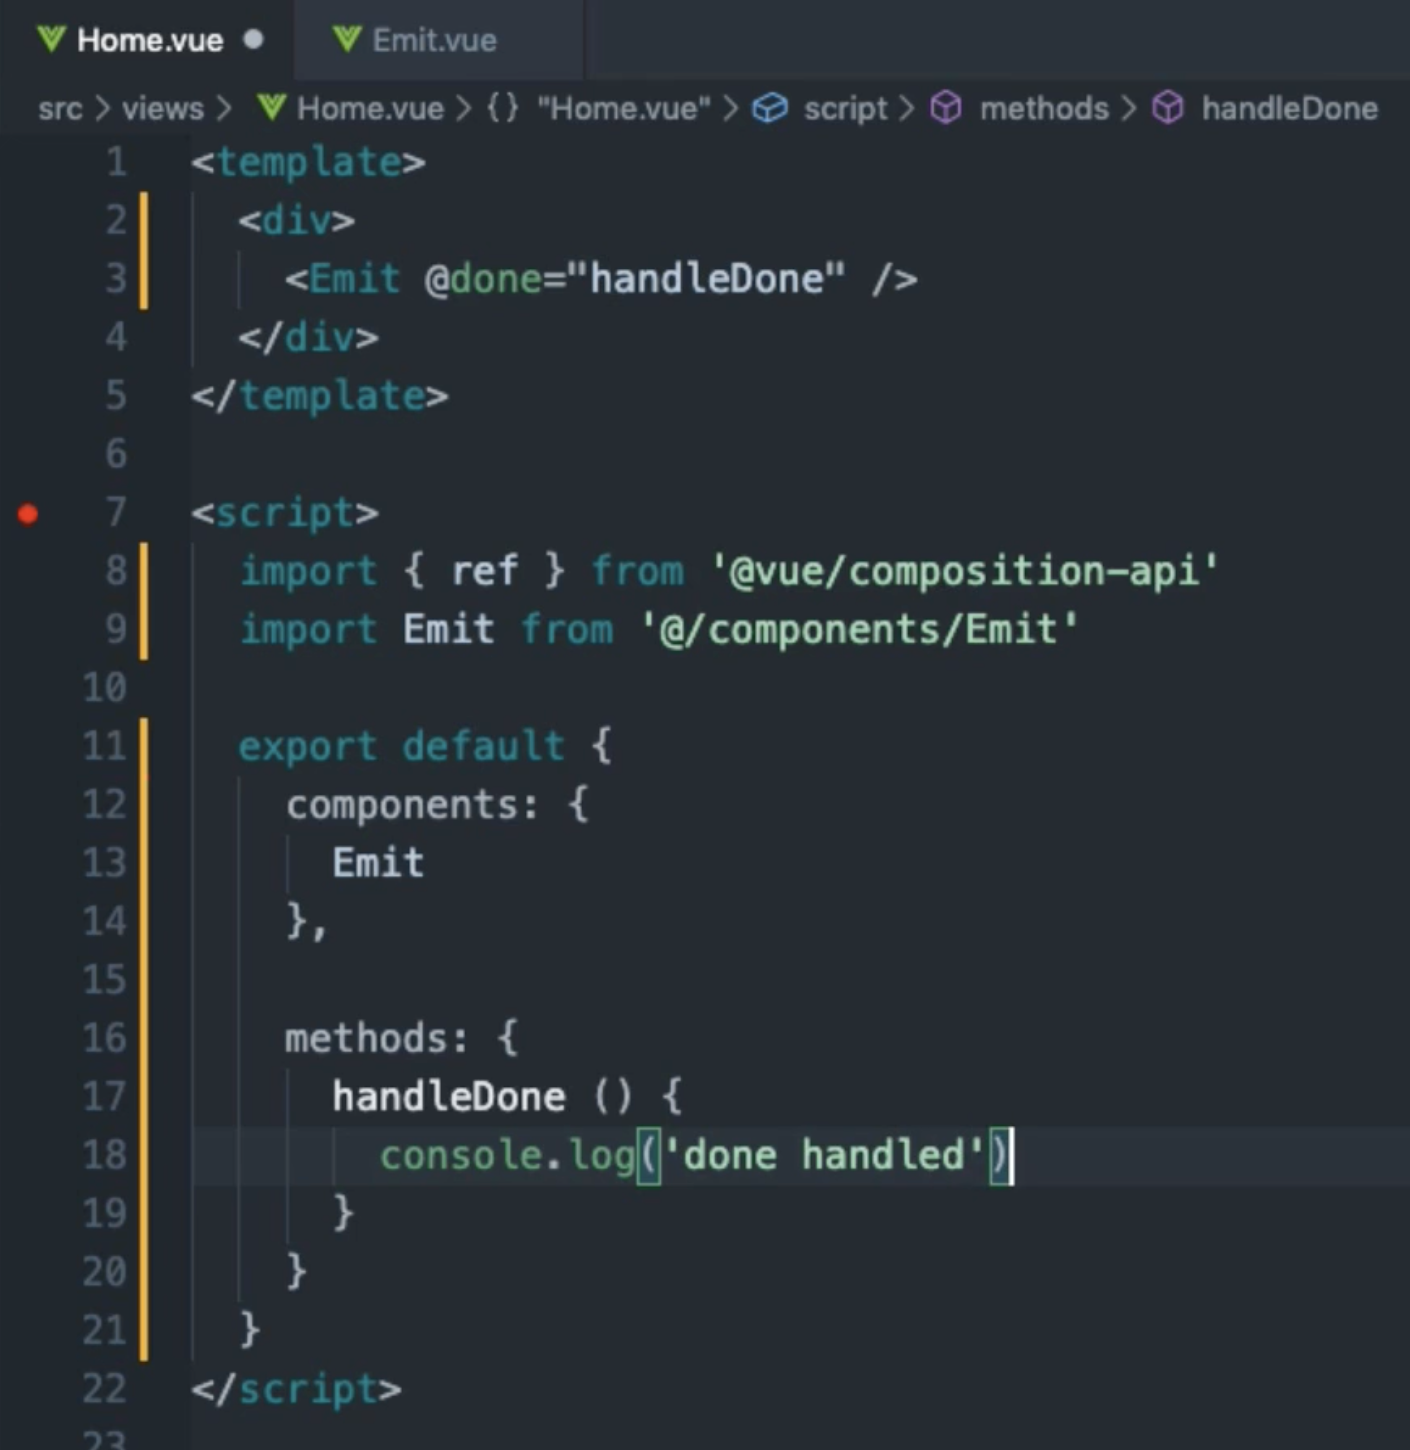 Home.vue Emit.vue
src > views > Home.vue > {} "Home.vue" > script > methods > handleDone
1 <template>
2 <div>
3 <Emit @done="handleDone" />
4 </div>
5 </template>
6
7 <script>
8 import { ref } from '@vue/composition-api'
9 import Emit from '@/components/Emit'
10
11 export default {
12 components: {
13 Emit
14 },
15
16 methods: {
17 handleDone () {
18 console.log('done handled')
19 }
20 }
21 }
22 </script>
23